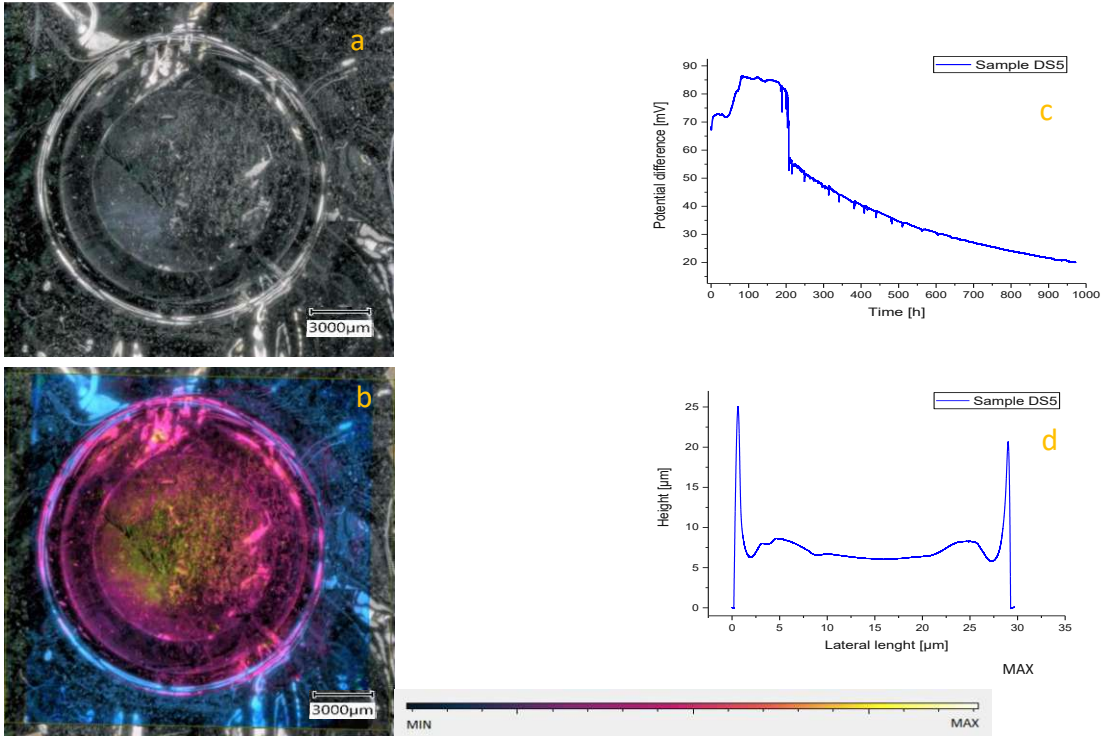 a
3000µm
b
3000µm
MIN
MAX
Sample DS5
c
90
80
70
60
50
40
30
20
Potential difference [mV]
0 100 200 300 400 500 600 700 800 900 1000
Time [h]
Sample DS5
d
25
20
15
10
5
0
Height [µm]
0 5 10 15 20 25 30 35
Lateral lenght [µm]
MAX